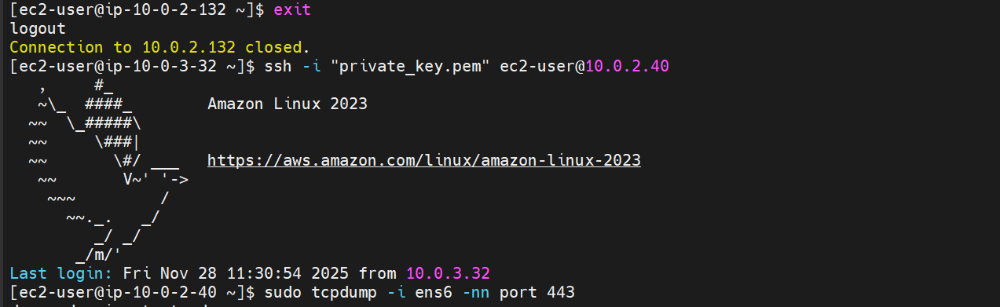 [ec2-user@ip-10-0-2-132 ~]$ exit
logout
Connection to 10.0.2.132 closed.
[ec2-user@ip-10-0-3-32 ~]$ ssh -i "private_key.pem" ec2-user@10.0.2.40
   ,     #_
   ~\_  ####_        Amazon Linux 2023
  ~~  \_#####\
  ~~     \###|
  ~~       \#/ ___   https://aws.amazon.com/linux/amazon-linux-2023
   ~~       V~' '->
    ~~~         /
      ~~._.   _/
         _/ _/
       _/m/'
Last login: Fri Nov 28 11:30:54 2025 from 10.0.3.32
[ec2-user@ip-10-0-2-40 ~]$ sudo tcpdump -i ens6 -nn port 443